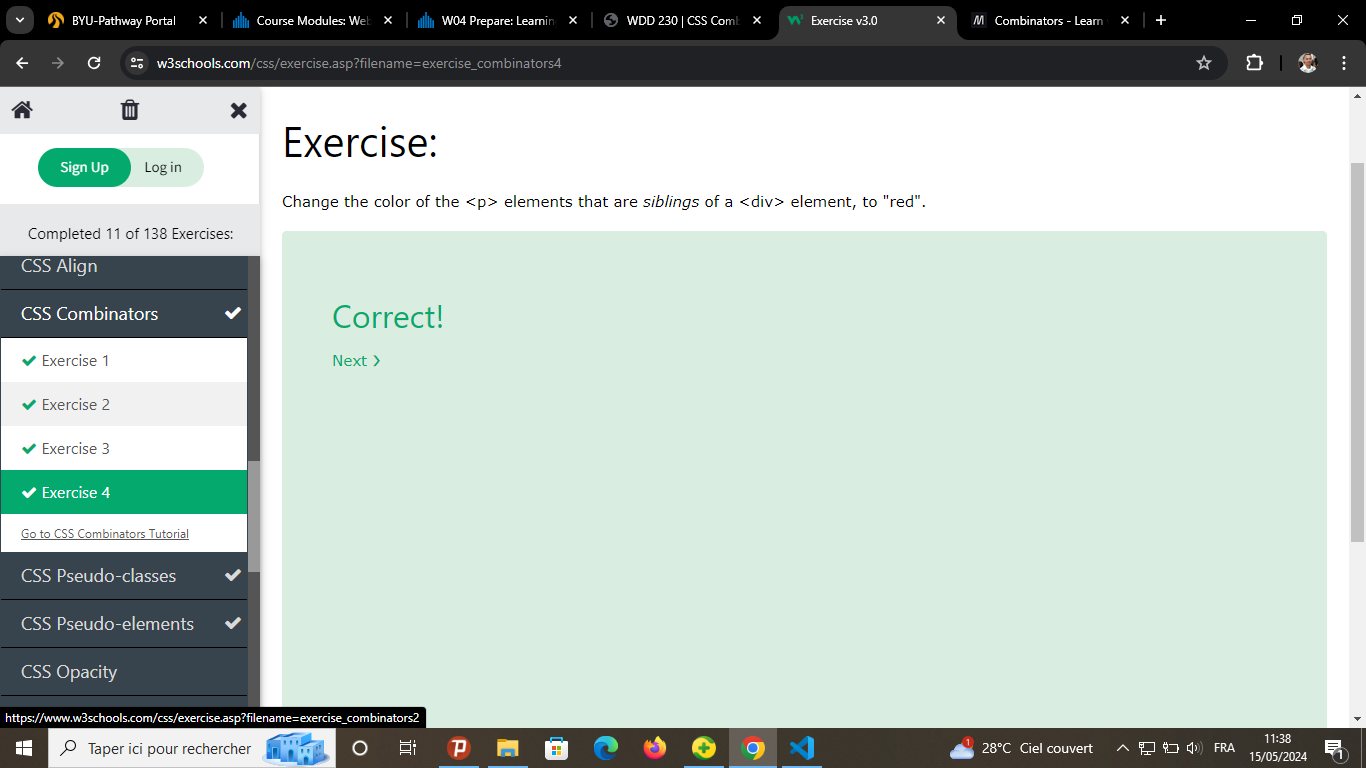 BYU-Pathway Portal
Course Modules: Web
W04 Prepare: Learning
WDD 230 | CSS Comb
Exercise v3.0
Combinators - Learn
w3schools.com/css/exercise.asp?filename=exercise_combinators4
Sign Up
Log in
Completed 11 of 138 Exercises:
CSS Align
CSS Combinators
Exercise 1
Exercise 2
Exercise 3
Exercise 4
Go to CSS Combinators Tutorial
CSS Pseudo-classes
CSS Pseudo-elements
CSS Opacity
Exercise:
Change the color of the <p> elements that are siblings of a <div> element, to "red".
Correct!
Next ❯
https://www.w3schools.com/css/exercise.asp?filename=exercise_combinators2
Taper ici pour rechercher
1
28°C Ciel couvert
FRA
11:38
15/05/2024
1